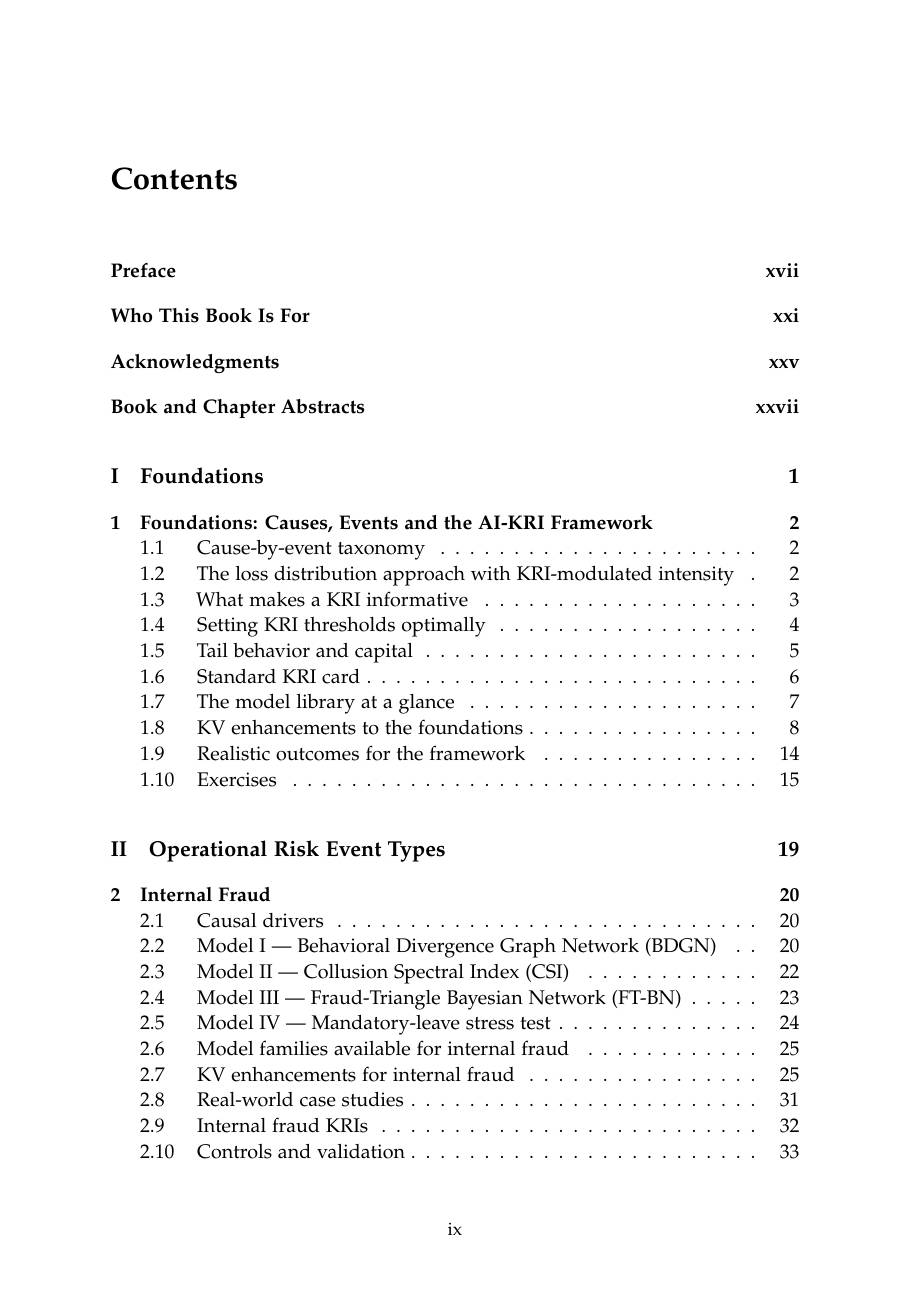 Contents
Preface xvii
Who This Book Is For xxi
Acknowledgments xxv
Book and Chapter Abstracts xxvii
I Foundations 1
1 Foundations: Causes, Events and the AI-KRI Framework 2
1.1 Cause-by-event taxonomy . . . . . . . . . . . . . . . . . . . . . . 2
1.2 The loss distribution approach with KRI-modulated intensity . 2
1.3 What makes a KRI informative . . . . . . . . . . . . . . . . . . . 3
1.4 Setting KRI thresholds optimally . . . . . . . . . . . . . . . . . . 4
1.5 Tail behavior and capital . . . . . . . . . . . . . . . . . . . . . . . 5
1.6 Standard KRI card . . . . . . . . . . . . . . . . . . . . . . . . . . . 6
1.7 The model library at a glance . . . . . . . . . . . . . . . . . . . . 7
1.8 KV enhancements to the foundations . . . . . . . . . . . . . . . . 8
1.9 Realistic outcomes for the framework . . . . . . . . . . . . . . . 14
1.10 Exercises . . . . . . . . . . . . . . . . . . . . . . . . . . . . . . . . 15
II Operational Risk Event Types 19
2 Internal Fraud 20
2.1 Causal drivers . . . . . . . . . . . . . . . . . . . . . . . . . . . . . 20
2.2 Model I — Behavioral Divergence Graph Network (BDGN) . . 20
2.3 Model II — Collusion Spectral Index (CSI) . . . . . . . . . . . . 22
2.4 Model III — Fraud-Triangle Bayesian Network (FT-BN) . . . . . 23
2.5 Model IV — Mandatory-leave stress test . . . . . . . . . . . . . . 24
2.6 Model families available for internal fraud . . . . . . . . . . . . 25
2.7 KV enhancements for internal fraud . . . . . . . . . . . . . . . . 25
2.8 Real-world case studies . . . . . . . . . . . . . . . . . . . . . . . . 31
2.9 Internal fraud KRIs . . . . . . . . . . . . . . . . . . . . . . . . . . 32
2.10 Controls and validation . . . . . . . . . . . . . . . . . . . . . . . . 33
ix